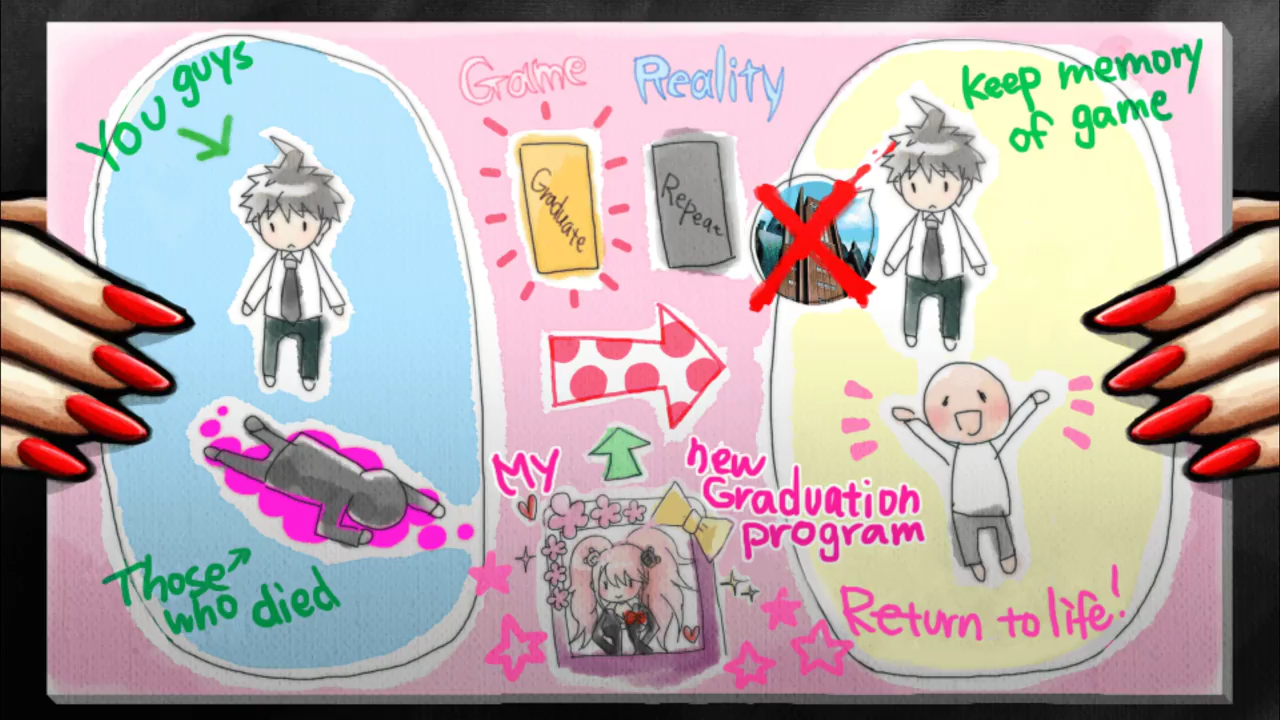 You guys
Those
who died
Game
Reality
Graduate
Repeat
MY
new
Graduation
program
keep memory
of game
Return to life!